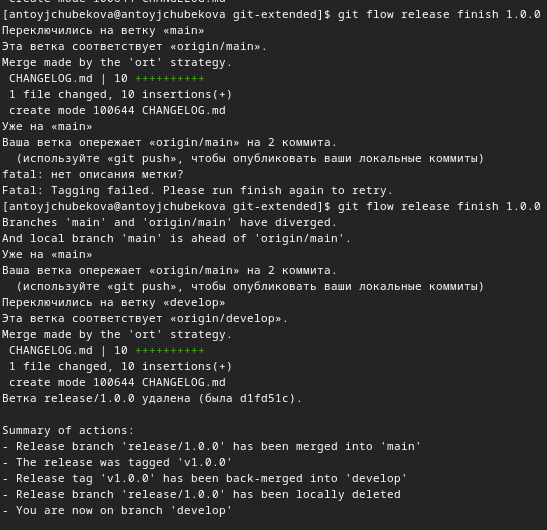 [antoyjchubekova@antoyjchubekova git-extended]$ git flow release finish 1.0.0
Переключились на ветку «main»
Эта ветка соответствует «origin/main».
Merge made by the 'ort' strategy.
 CHANGELOG.md | 10 ++++++++++
 1 file changed, 10 insertions(+)
 create mode 100644 CHANGELOG.md
Уже на «main»
Ваша ветка опережает «origin/main» на 2 коммита.
  (используйте «git push», чтобы опубликовать ваши локальные коммиты)
fatal: нет описания метки?
Fatal: Tagging failed. Please run finish again to retry.
[antoyjchubekova@antoyjchubekova git-extended]$ git flow release finish 1.0.0
Branches 'main' and 'origin/main' have diverged.
And local branch 'main' is ahead of 'origin/main'.
Уже на «main»
Ваша ветка опережает «origin/main» на 2 коммита.
  (используйте «git push», чтобы опубликовать ваши локальные коммиты)
Переключились на ветку «develop»
Эта ветка соответствует «origin/develop».
Merge made by the 'ort' strategy.
 CHANGELOG.md | 10 ++++++++++
 1 file changed, 10 insertions(+)
 create mode 100644 CHANGELOG.md
Ветка release/1.0.0 удалена (была d1fd51c).

Summary of actions:
- Release branch 'release/1.0.0' has been merged into 'main'
- The release was tagged 'v1.0.0'
- Release tag 'v1.0.0' has been back-merged into 'develop'
- Release branch 'release/1.0.0' has been locally deleted
- You are now on branch 'develop'